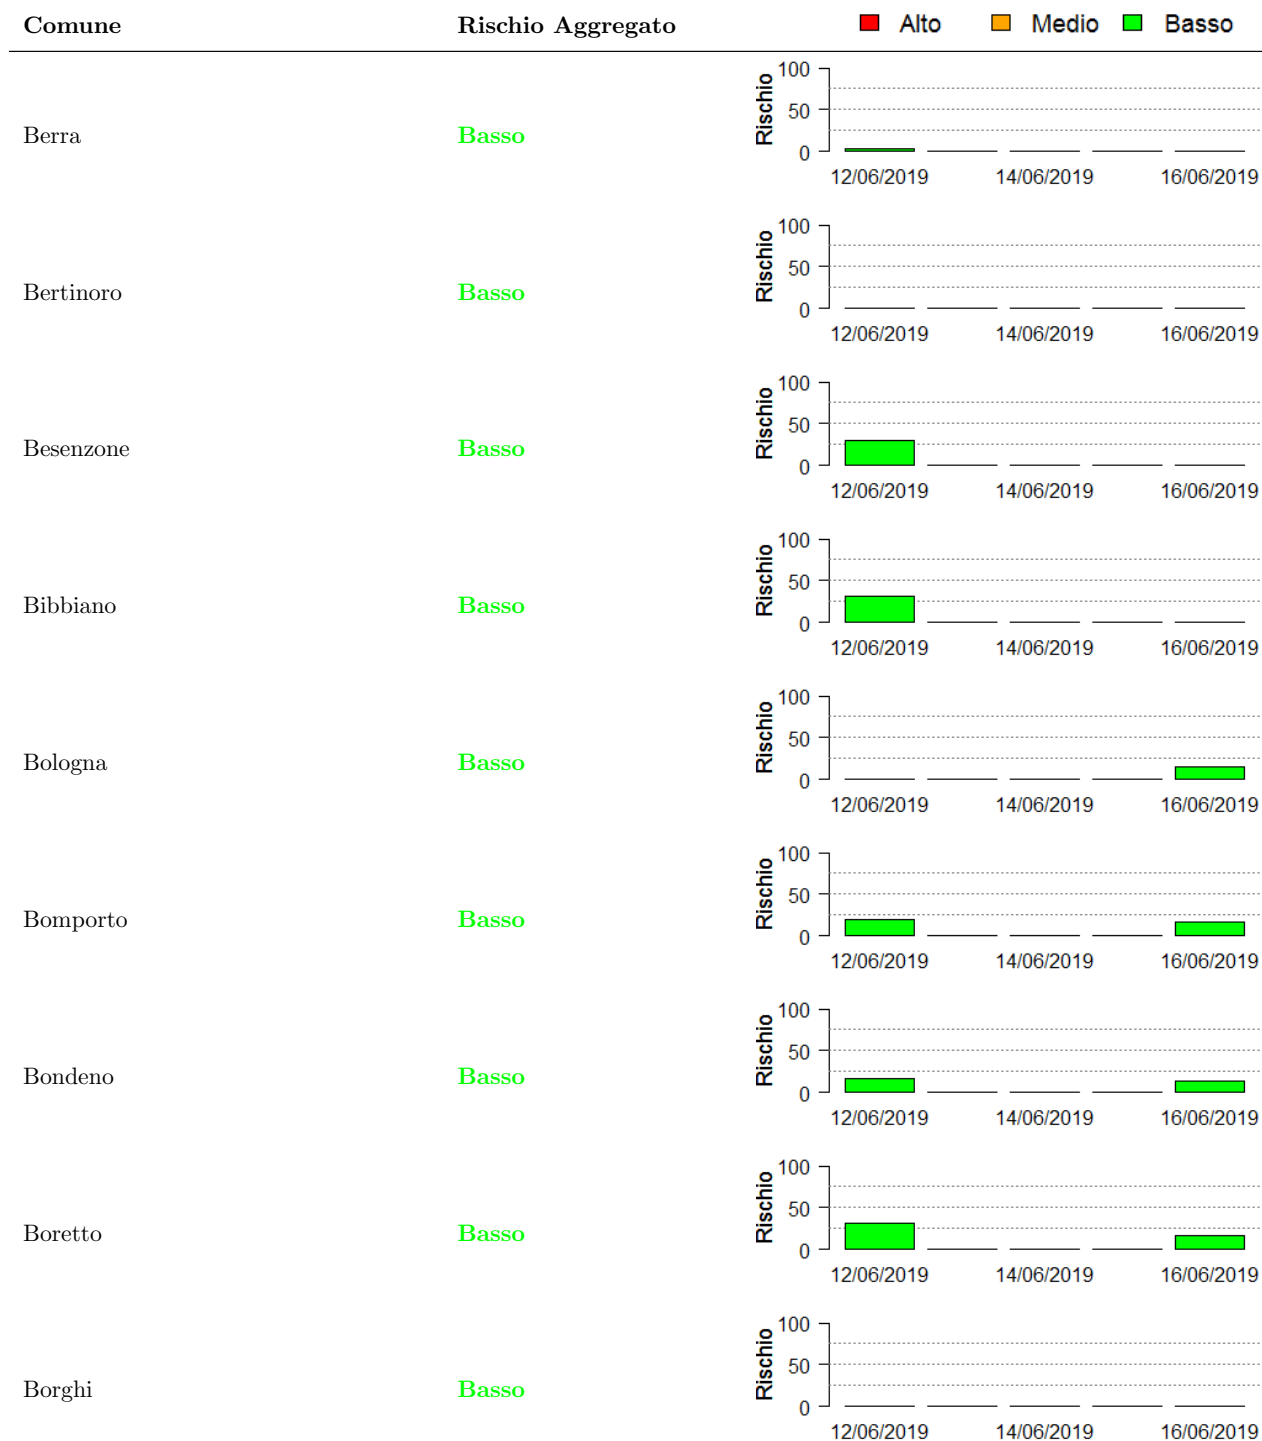 Comune Rischio Aggregato Alto Medio Basso
Berra Basso Rischio 100 50 0
12/06/2019 14/06/2019 16/06/2019
Bertinoro Basso Rischio 100 50 0
12/06/2019 14/06/2019 16/06/2019
Besenzone Basso Rischio 100 50 0
12/06/2019 14/06/2019 16/06/2019
Bibbiano Basso Rischio 100 50 0
12/06/2019 14/06/2019 16/06/2019
Bologna Basso Rischio 100 50 0
12/06/2019 14/06/2019 16/06/2019
Bomporto Basso Rischio 100 50 0
12/06/2019 14/06/2019 16/06/2019
Bondeno Basso Rischio 100 50 0
12/06/2019 14/06/2019 16/06/2019
Boretto Basso Rischio 100 50 0
12/06/2019 14/06/2019 16/06/2019
Borghi Basso Rischio 100 50 0
12/06/2019 14/06/2019 16/06/2019